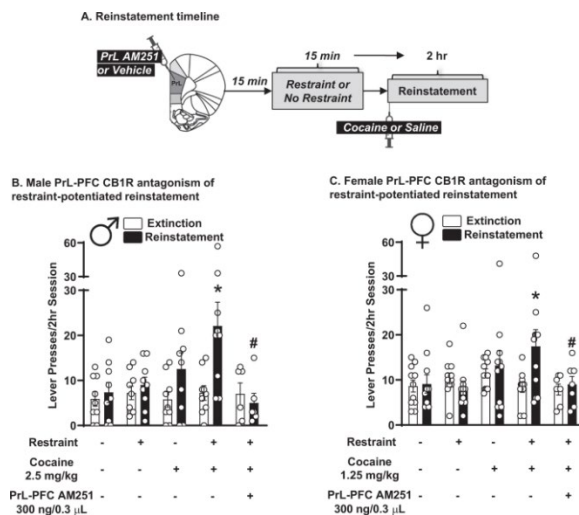 A. Reinstatement timeline
PrL AM251
or Vehicle
PrL
15 min
15 min
Restraint or
No Restraint
2 hr
Reinstatement
Cocaine or Saline
B. Male PrL-PFC CB1R antagonism of
restraint-potentiated reinstatement
Extinction
Reinstatement
Lever Presses/2hr Session
60
30
30
20
10
0
*
#
Restraint - + - + +
Cocaine
2.5 mg/kg - - + + +
PrL-PFC AM251
300 ng/0.3 μL - - - - +
C. Female PrL-PFC CB1R antagonism of
restraint-potentiated reinstatement
Extinction
Reinstatement
Lever Presses/2hr Session
60
30
30
20
10
0
*
#
Restraint - + - + +
Cocaine
1.25 mg/kg - - + + +
PrL-PFC AM251
300 ng/0.3 μL - - - - +